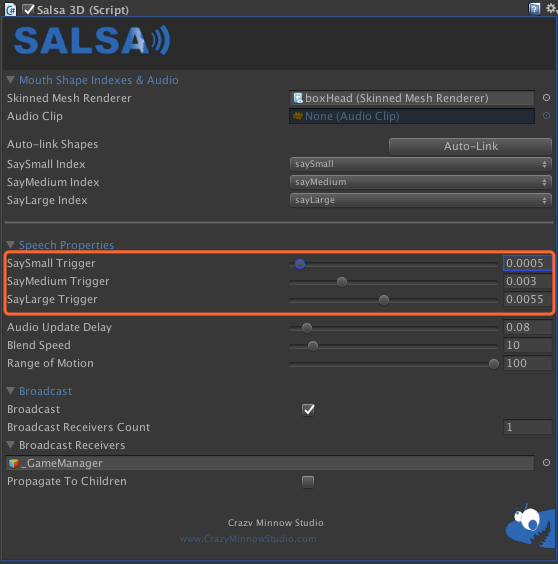 Salsa 3D (Script)
SALSA
Mouth Shape Indexes & Audio
Skinned Mesh Renderer boxHead (Skinned Mesh Renderer)
Audio Clip None (Audio Clip)
Auto-link Shapes Auto-Link
SaySmall Index saySmall
SayMedium Index sayMedium
SayLarge Index sayLarge
Speech Properties
SaySmall Trigger 0.0005
SayMedium Trigger 0.003
SayLarge Trigger 0.0055
Audio Update Delay 0.08
Blend Speed 10
Range of Motion 100
Broadcast
Broadcast
Broadcast Receivers Count 1
Broadcast Receivers
_GameManager
Propagate To Children
Crazy Minnow Studio
www.CrazyMinnowStudio.com